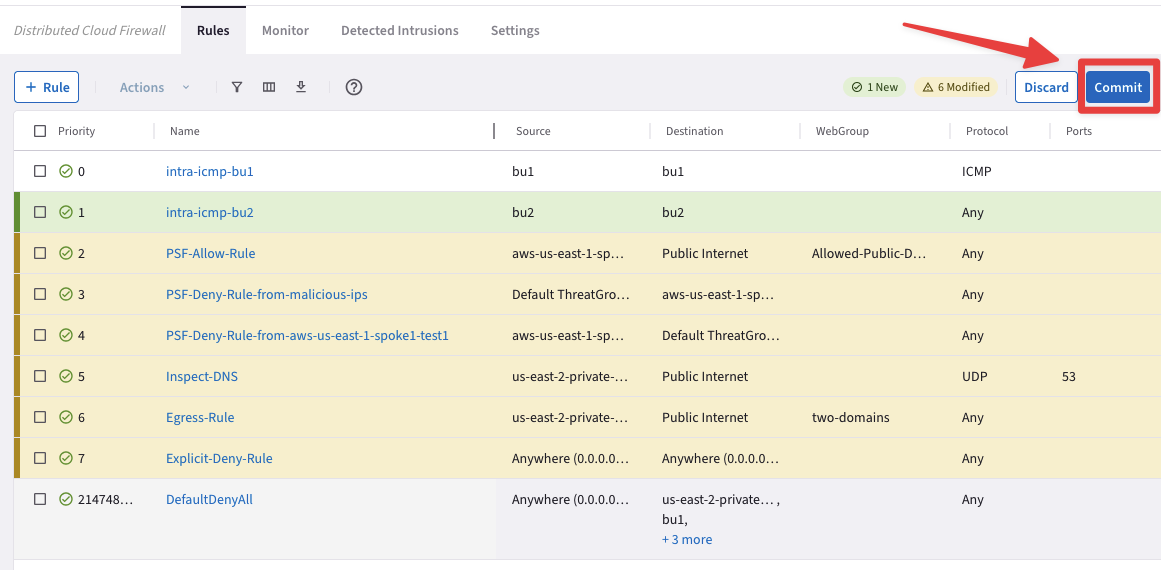 Distributed Cloud Firewall Rules Monitor Detected Intrusions Settings
+ Rule Actions 1 New 6 Modified Discard Commit
Priority Name Source Destination WebGroup Protocol Ports
0 intra-icmp-bu1 bu1 bu1 ICMP
1 intra-icmp-bu2 bu2 bu2 Any
2 PSF-Allow-Rule aws-us-east-1-sp... Public Internet Allowed-Public-D... Any
3 PSF-Deny-Rule-from-malicious-ips Default ThreatGro... aws-us-east-1-sp... Any
4 PSF-Deny-Rule-from-aws-us-east-1-spoke1-test1 aws-us-east-1-sp... Default ThreatGro... Any
5 Inspect-DNS us-east-2-private-... Public Internet UDP 53
6 Egress-Rule us-east-2-private-... Public Internet two-domains Any
7 Explicit-Deny-Rule Anywhere (0.0.0.0... Anywhere (0.0.0.0... Any
214748... DefaultDenyAll Anywhere (0.0.0.0... us-east-2-private... , Any
bu1,
+ 3 more